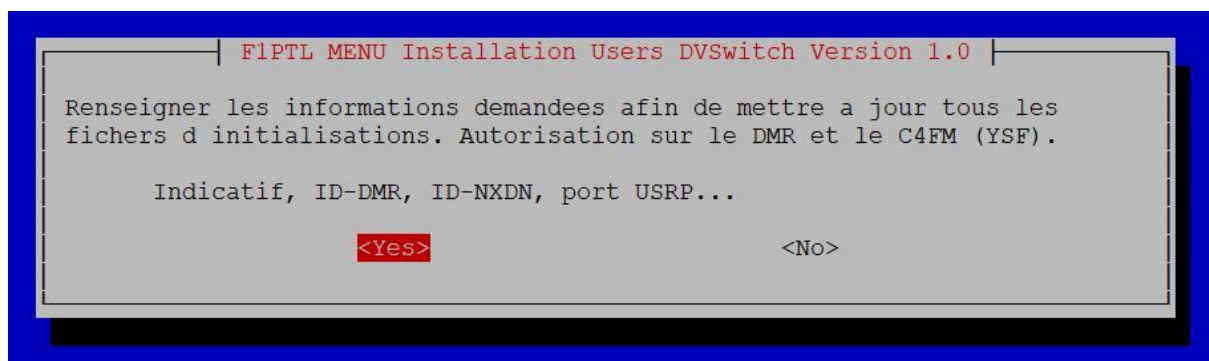 F1PTL MENU Installation Users DVSwitch Version 1.0
Renseigner les informations demandees afin de mettre a jour tous les
fichers d initialisations. Autorisation sur le DMR et le C4FM (YSF).
Indicatif, ID-DMR, ID-NXDN, port USRP...
<Yes> <No>